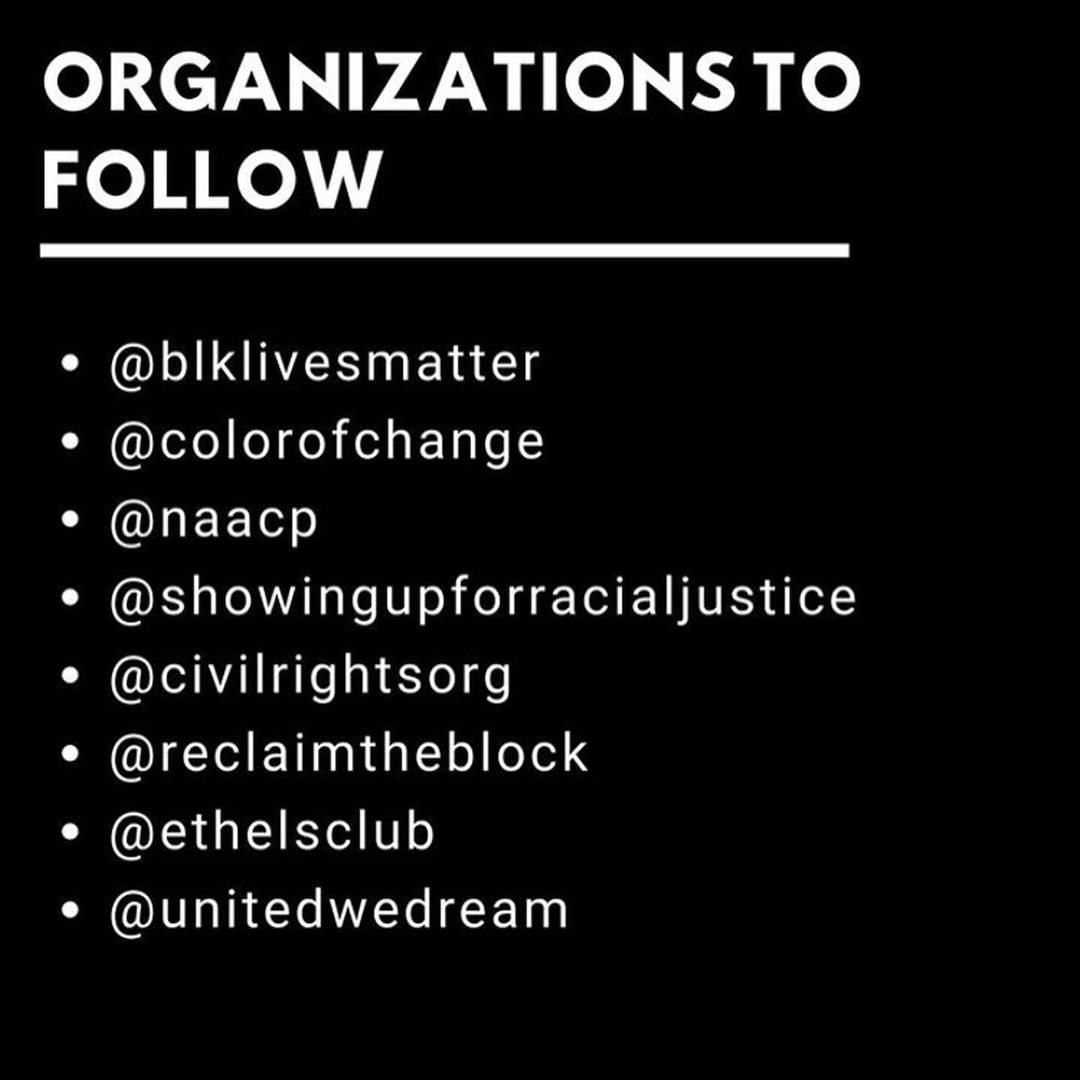 ORGANIZATIONS TO
FOLLOW
• @blklivesmatter
• @colorofchange
• @naacp
• @showingupforracialjustice
• @civilrightsorg
• @reclaimtheblock
• @ethelsclub
• @unitedwedream